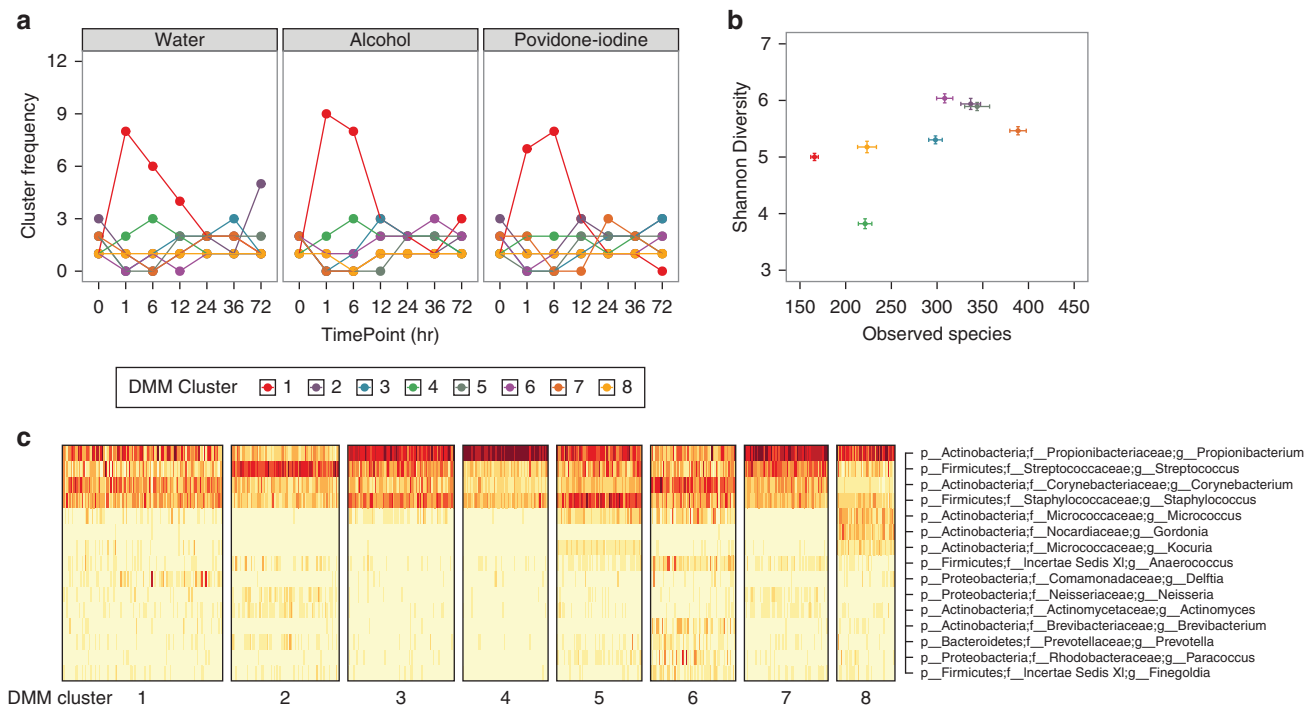 a
Water Alcohol Povidone-iodine
12
9
6
3
0
Cluster frequency
0 1 6 12 24 36 72 0 1 6 12 24 36 72 0 1 6 12 24 36 72
TimePoint (hr)
DMM Cluster 1 2 3 4 5 6 7 8
b
7
6
5
4
3
Shannon Diversity
150 200 250 300 350 400 450
Observed species
c
p__Actinobacteria;f__Propionibacteriaceae;g__Propionibacterium
p__Firmicutes;f__Streptococcaceae;g__Streptococcus
p__Actinobacteria;f__Corynebacteriaceae;g__Corynebacterium
p__Firmicutes;f__Staphylococcaceae;g__Staphylococcus
p__Actinobacteria;f__Micrococcaceae;g__Micrococcus
p__Actinobacteria;f__Nocardiaceae;g__Gordonia
p__Actinobacteria;f__Micrococcaceae;g__Kocuria
p__Firmicutes;f__Incertae Sedis XI;g__Anaerococcus
p__Proteobacteria;f__Comamonadaceae;g__Delftia
p__Proteobacteria;f__Neisseriaceae;g__Neisseria
p__Actinobacteria;f__Actinomycetaceae;g__Actinomyces
p__Actinobacteria;f__Brevibacteriaceae;g__Brevibacterium
p__Bacteroidetes;f__Prevotellaceae;g__Prevotella
p__Proteobacteria;f__Rhodobacteraceae;g__Paracoccus
p__Firmicutes;f__Incertae Sedis XI;g__Finegoldia
DMM cluster 1 2 3 4 5 6 7 8